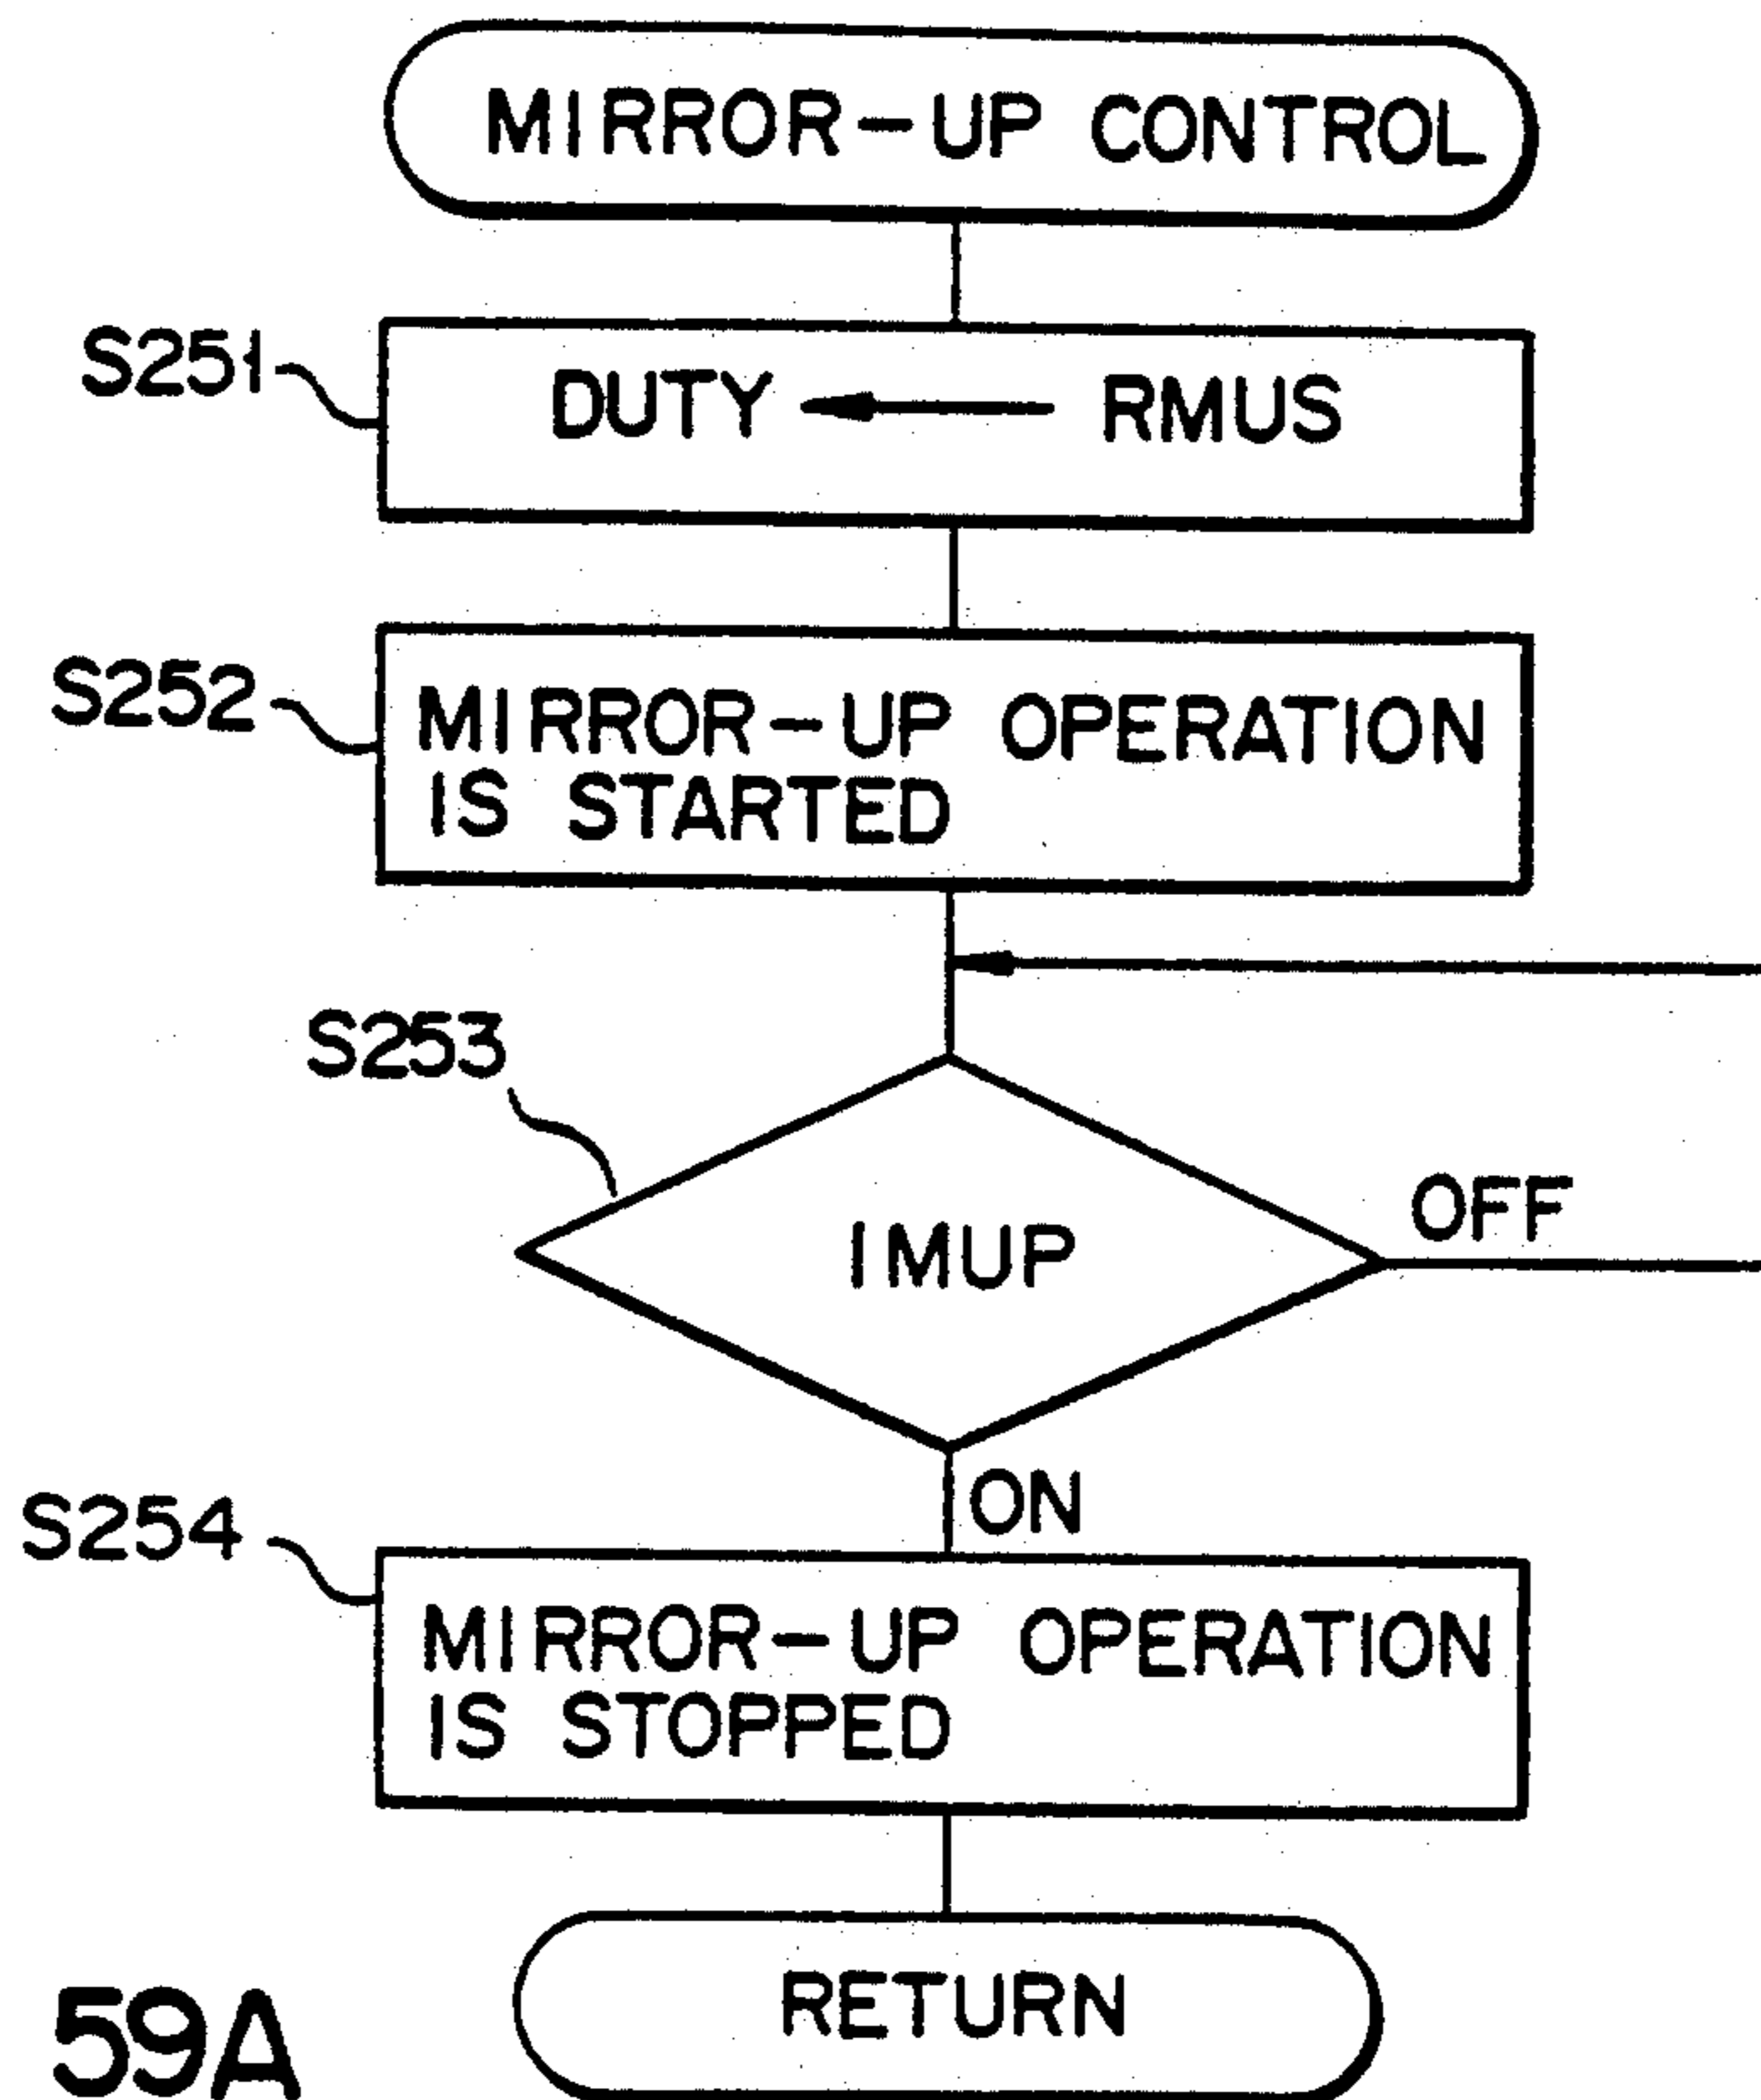 MIRROR-UP CONTROL
S251
DUTY ← RMUS
S252
MIRROR-UP OPERATION
IS STARTED
S253
IMUP
OFF
ON
S254
MIRROR-UP OPERATION
IS STOPPED
RETURN
59A